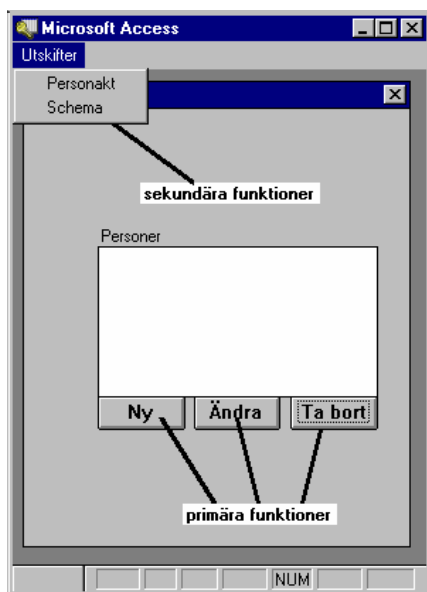 Microsoft Access
Utskifter
Personakt
Schema
sekundära funktioner
Personer
Ny Ändra Ta bort
primära funktioner
NUM